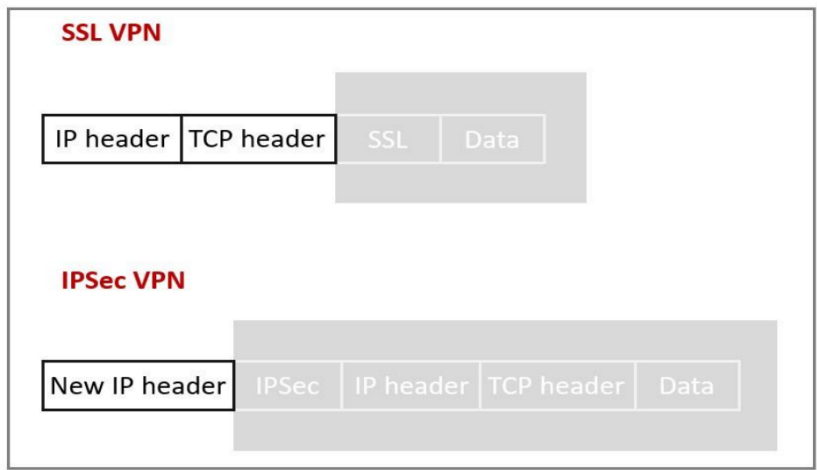 SSL VPN
IP header TCP header SSL Data
IPSec VPN
New IP header IPSec IP header TCP header Data